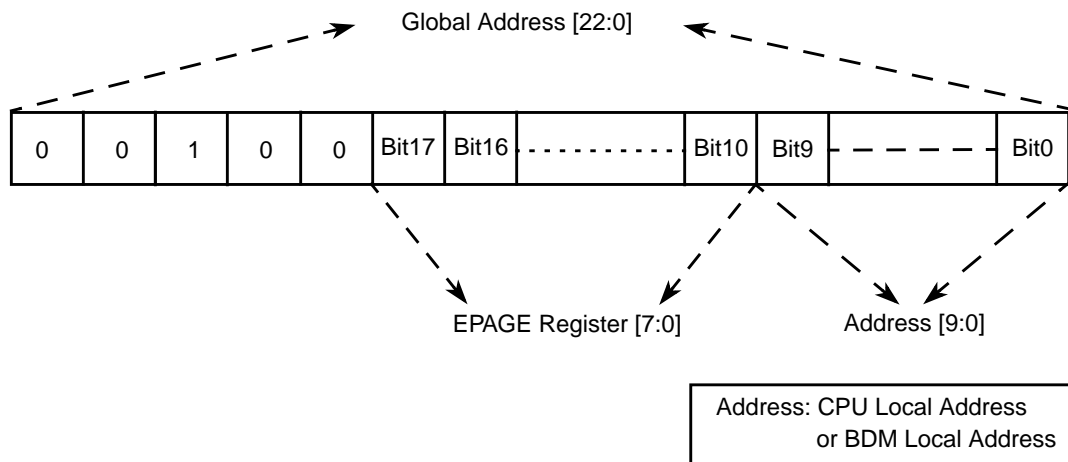 Global Address [22:0]
0 0 1 0 0 Bit17 Bit16 Bit10 Bit9 Bit0
EPAGE Register [7:0] Address [9:0]
Address: CPU Local Address
or BDM Local Address